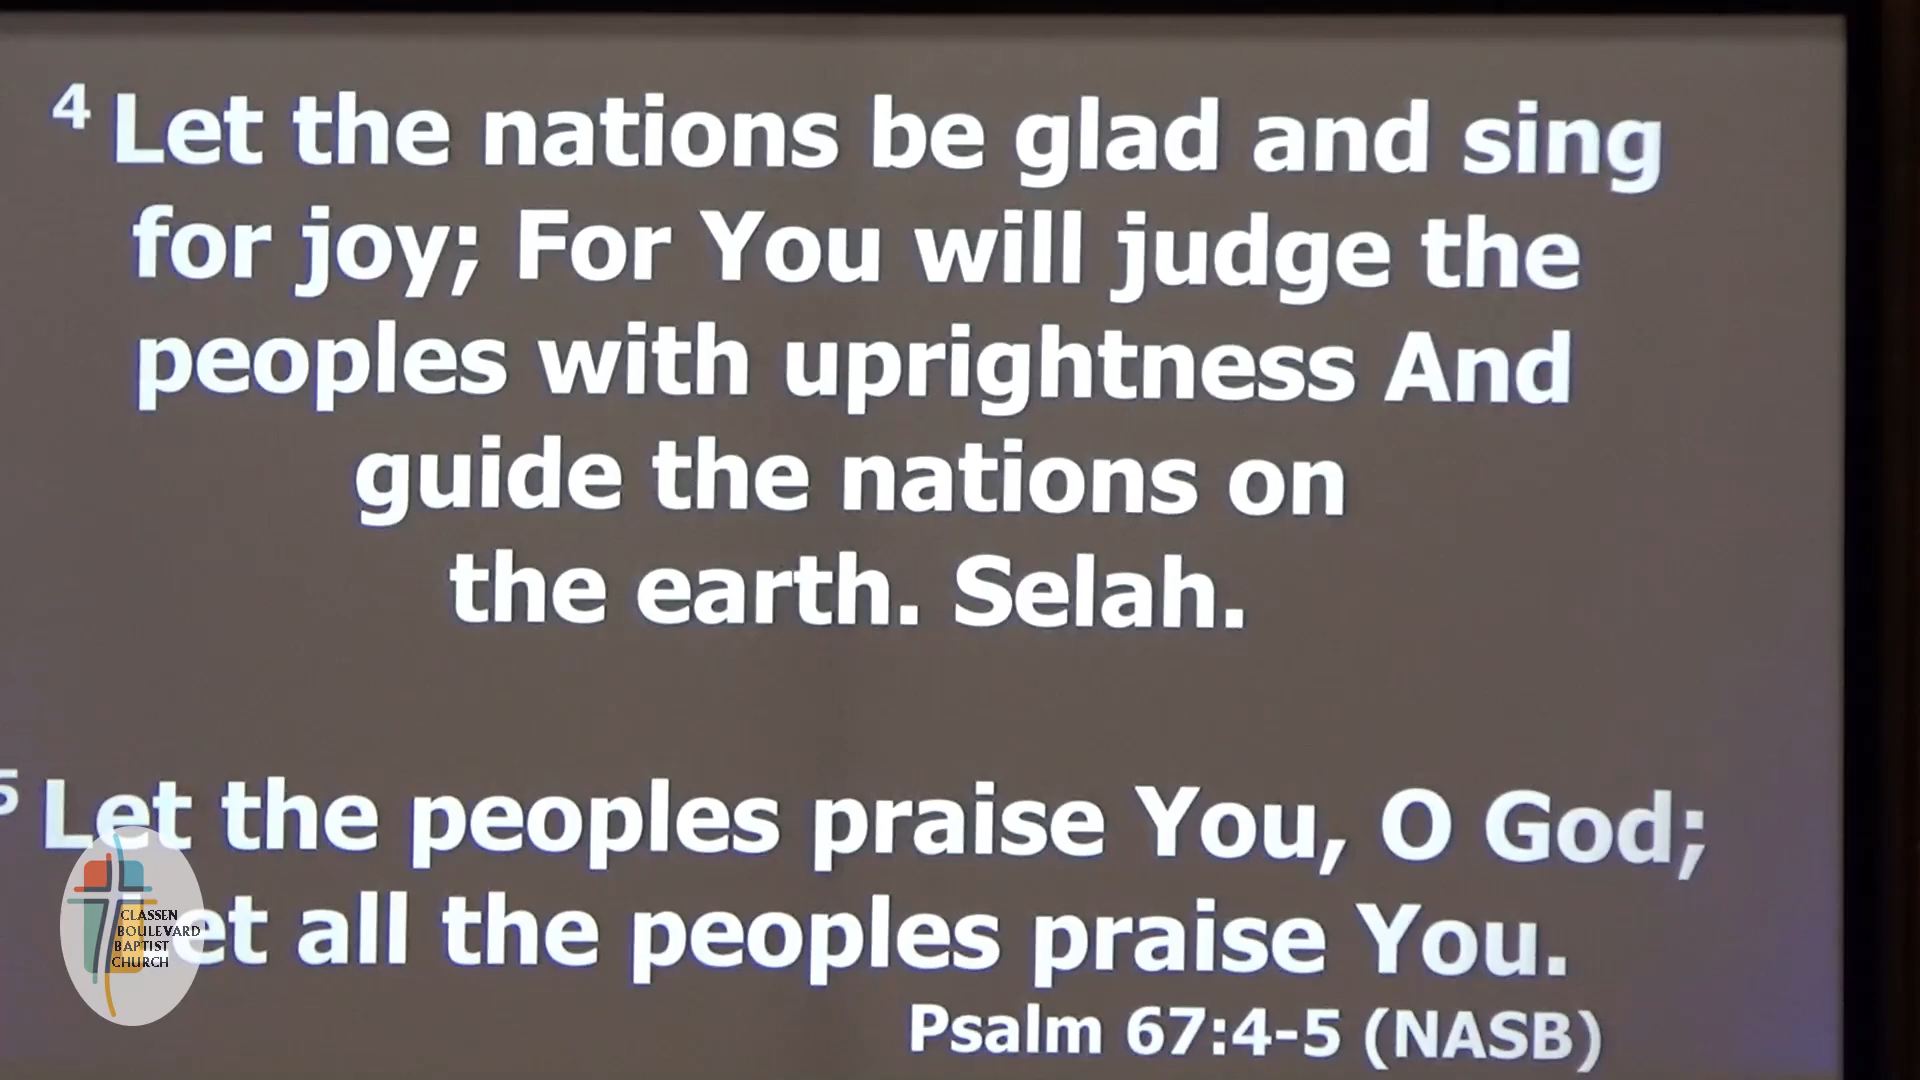 4 Let the nations be glad and sing
for joy; For You will judge the
peoples with uprightness And
guide the nations on
the earth. Selah.
5 Let the peoples praise You, O God;
Let all the peoples praise You.
Psalm 67:4-5 (NASB)
CLASSEN
BOULEVARD
BAPTIST
CHURCH